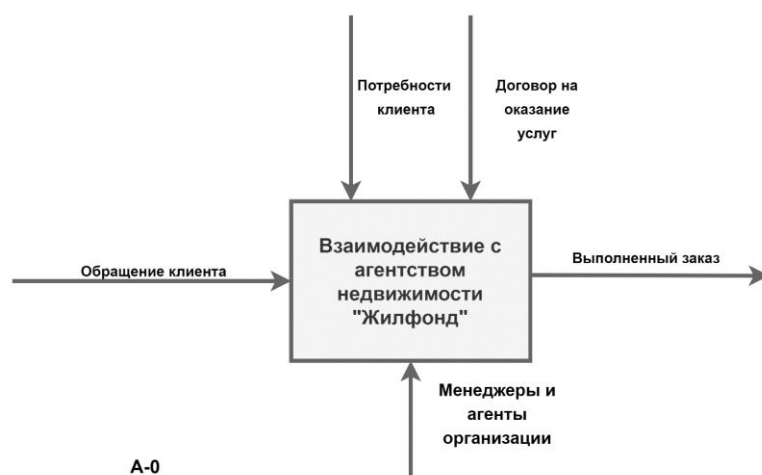 Потребности
клиента
Договор на
оказание
услуг
Взаимодействие с
агентством
недвижимости
"Жилфонд"
Обращение клиента
Выполненный заказ
Менеджеры и
агенты
организации
А-0